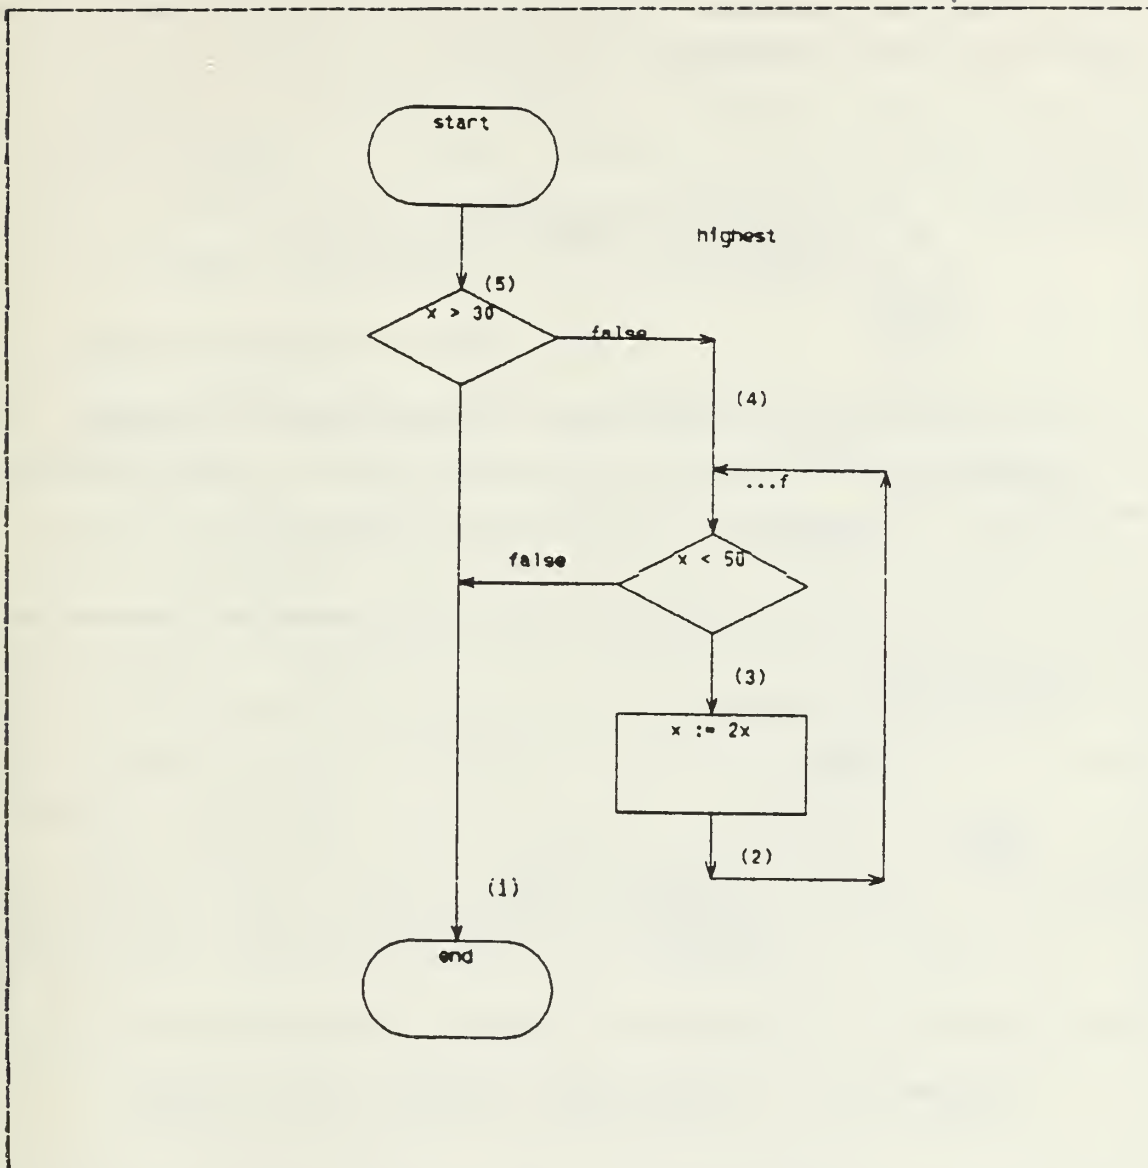 start
highest
(5)
x > 30
false
(4)
...f
false
x < 50
(3)
x := 2x
(2)
(1)
end